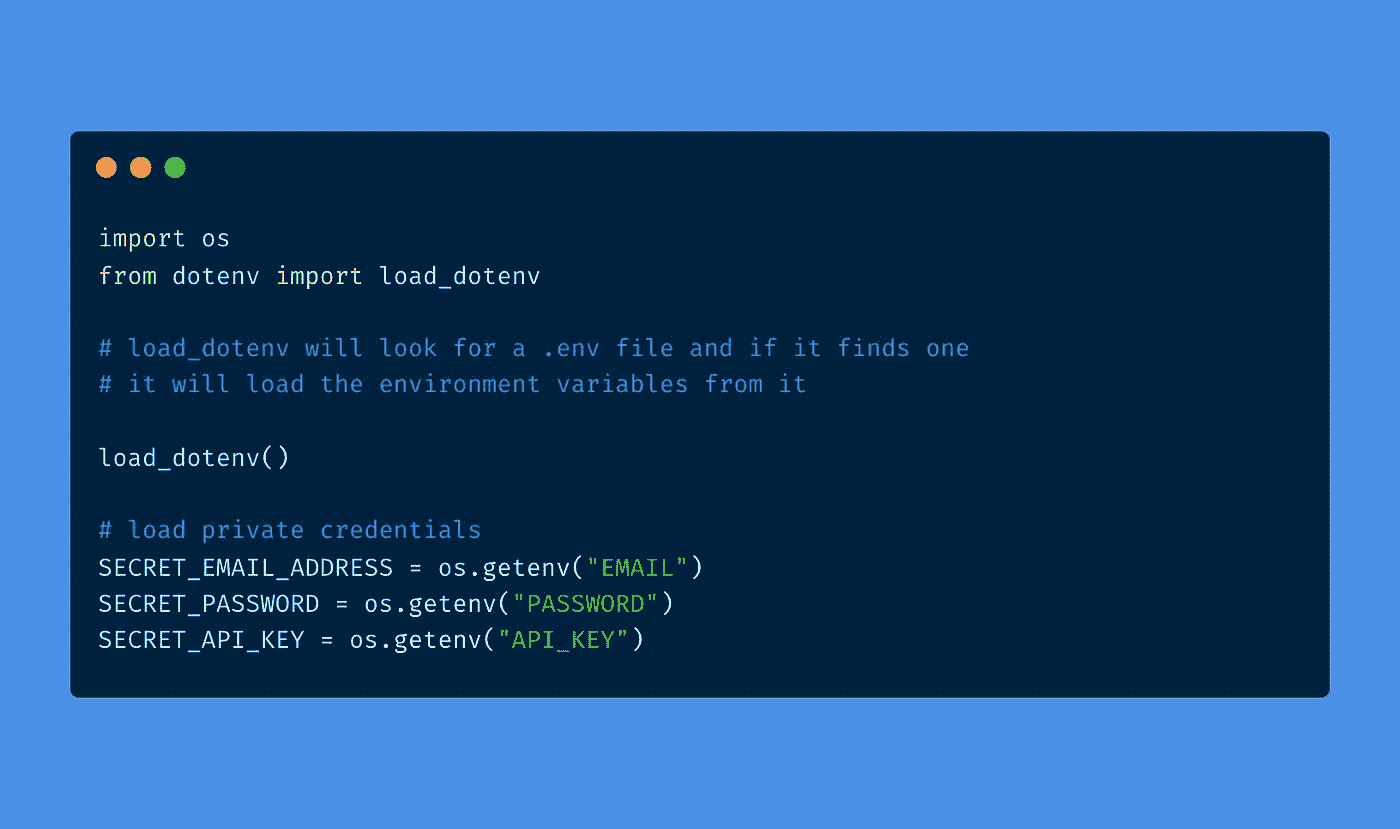 import os
from dotenv import load_dotenv
# load_dotenv will look for a .env file and if it finds one
# it will load the environment variables from it
load_dotenv()
# load private credentials
SECRET_EMAIL_ADDRESS = os.getenv("EMAIL")
SECRET_PASSWORD = os.getenv("PASSWORD")
SECRET_API_KEY = os.getenv("API_KEY")